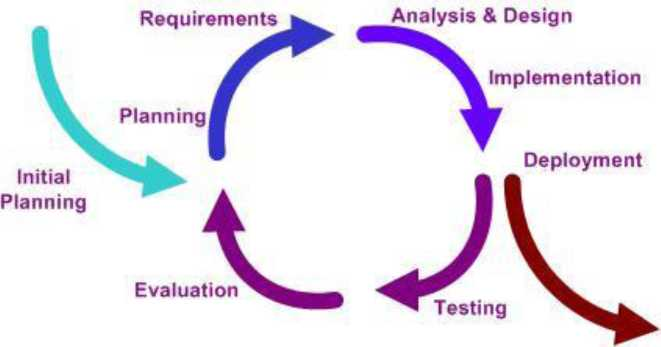 Requirements
Analysis & Design
Implementation
Planning
Deployment
Initial
Planning
Evaluation
Testing